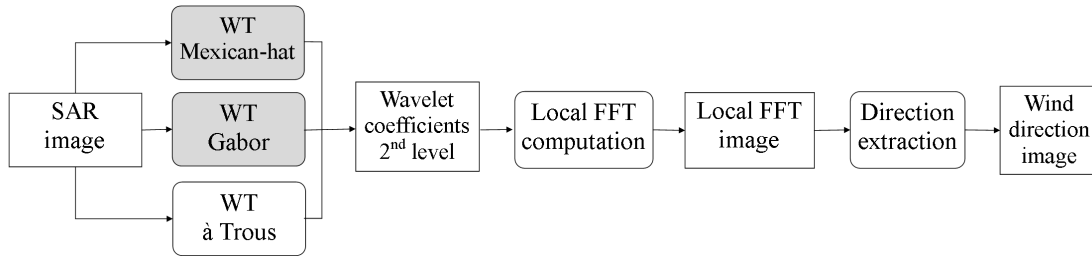 SAR
image
WT
Mexican-hat
WT
Gabor
WT
à Trous
Wavelet
coefficients
2nd level
Local FFT
computation
Local FFT
image
Direction
extraction
Wind
direction
image